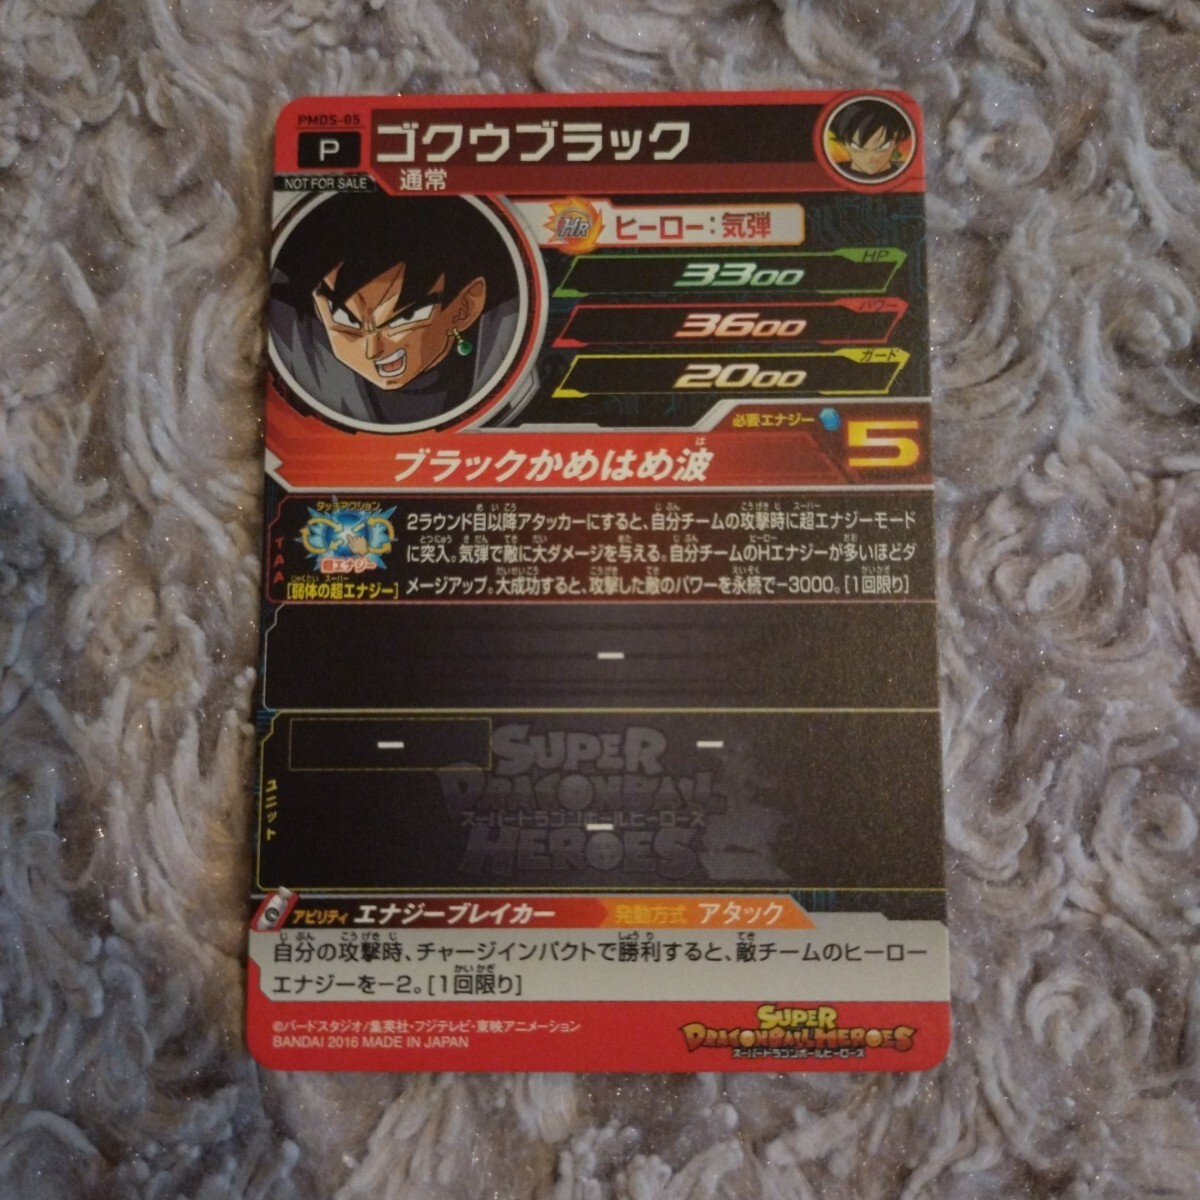 PMDS-05
P
NOT FOR SALE
ゴクウブラック
通常
HR ヒーロー：気弾
HP
3300
パワー
3600
ガード
2000
必要エナジー 5
ブラックかめはめ波
TAA
タッチアクション
超エナジー
[弱体の超エナジー]
2ラウンド目以降アタッカーにすると、自分チームの攻撃時に超エナジーモード
に突入。気弾で敵に大ダメージを与える。自分チームのHエナジーが多いほどダ
メージアップ。大成功すると、攻撃した敵のパワーを永続で−3000。[1回限り]
−
ユニット
− −
−
SUPER
DRAGONBALL
スーパードラゴンボールヒーローズ
HEROES
アビリティ エナジーブレイカー 発動方式 アタック
自分の攻撃時、チャージインパクトで勝利すると、敵チームのヒーロー
エナジーを−2。[1回限り]
©バードスタジオ/集英社・フジテレビ・東映アニメーション
BANDAI 2016 MADE IN JAPAN
SUPER
DRAGONBALL HEROES
スーパードラゴンボールヒーローズ